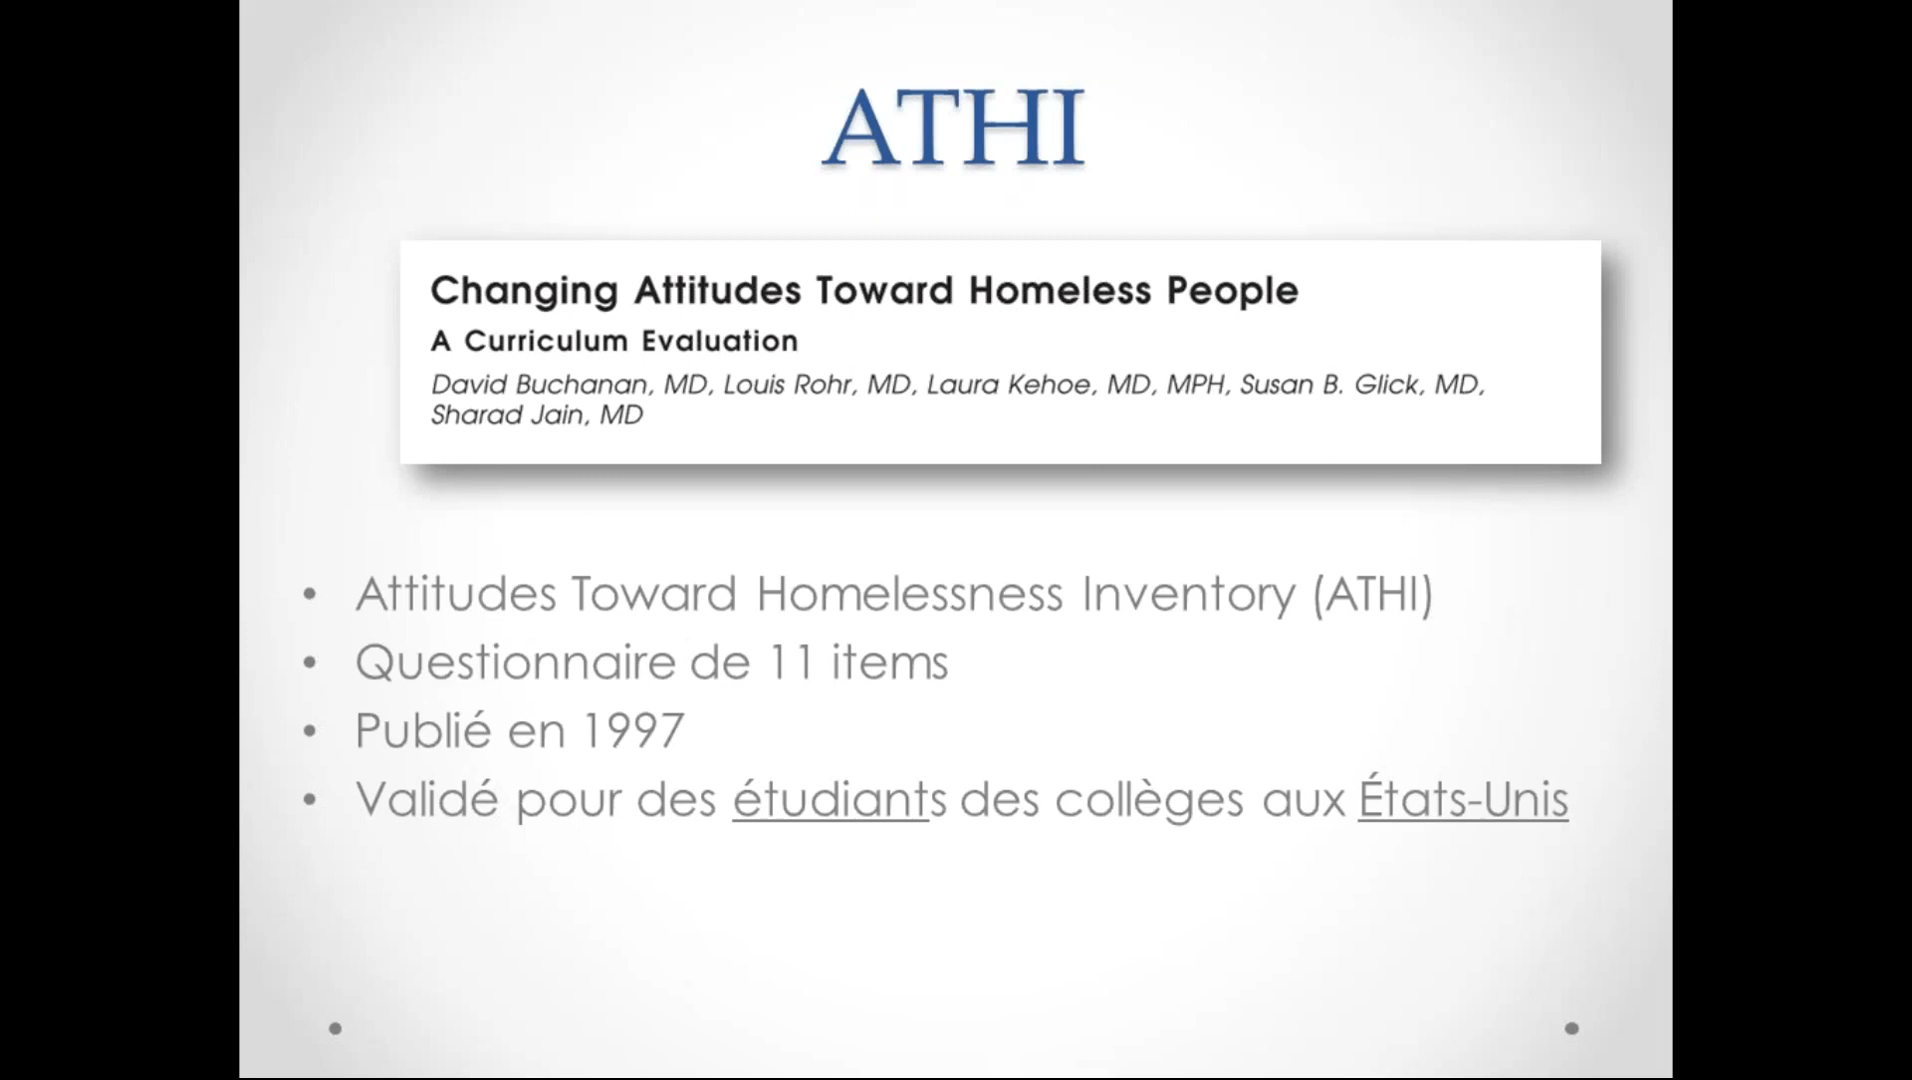 ATHI
Changing Attitudes Toward Homeless People
A Curriculum Evaluation
David Buchanan, MD, Louis Rohr, MD, Laura Kehoe, MD, MPH, Susan B. Glick, MD,
Sharad Jain, MD
• Attitudes Toward Homelessness Inventory (ATHI)
• Questionnaire de 11 items
• Publié en 1997
• Validé pour des étudiants des collèges aux États-Unis